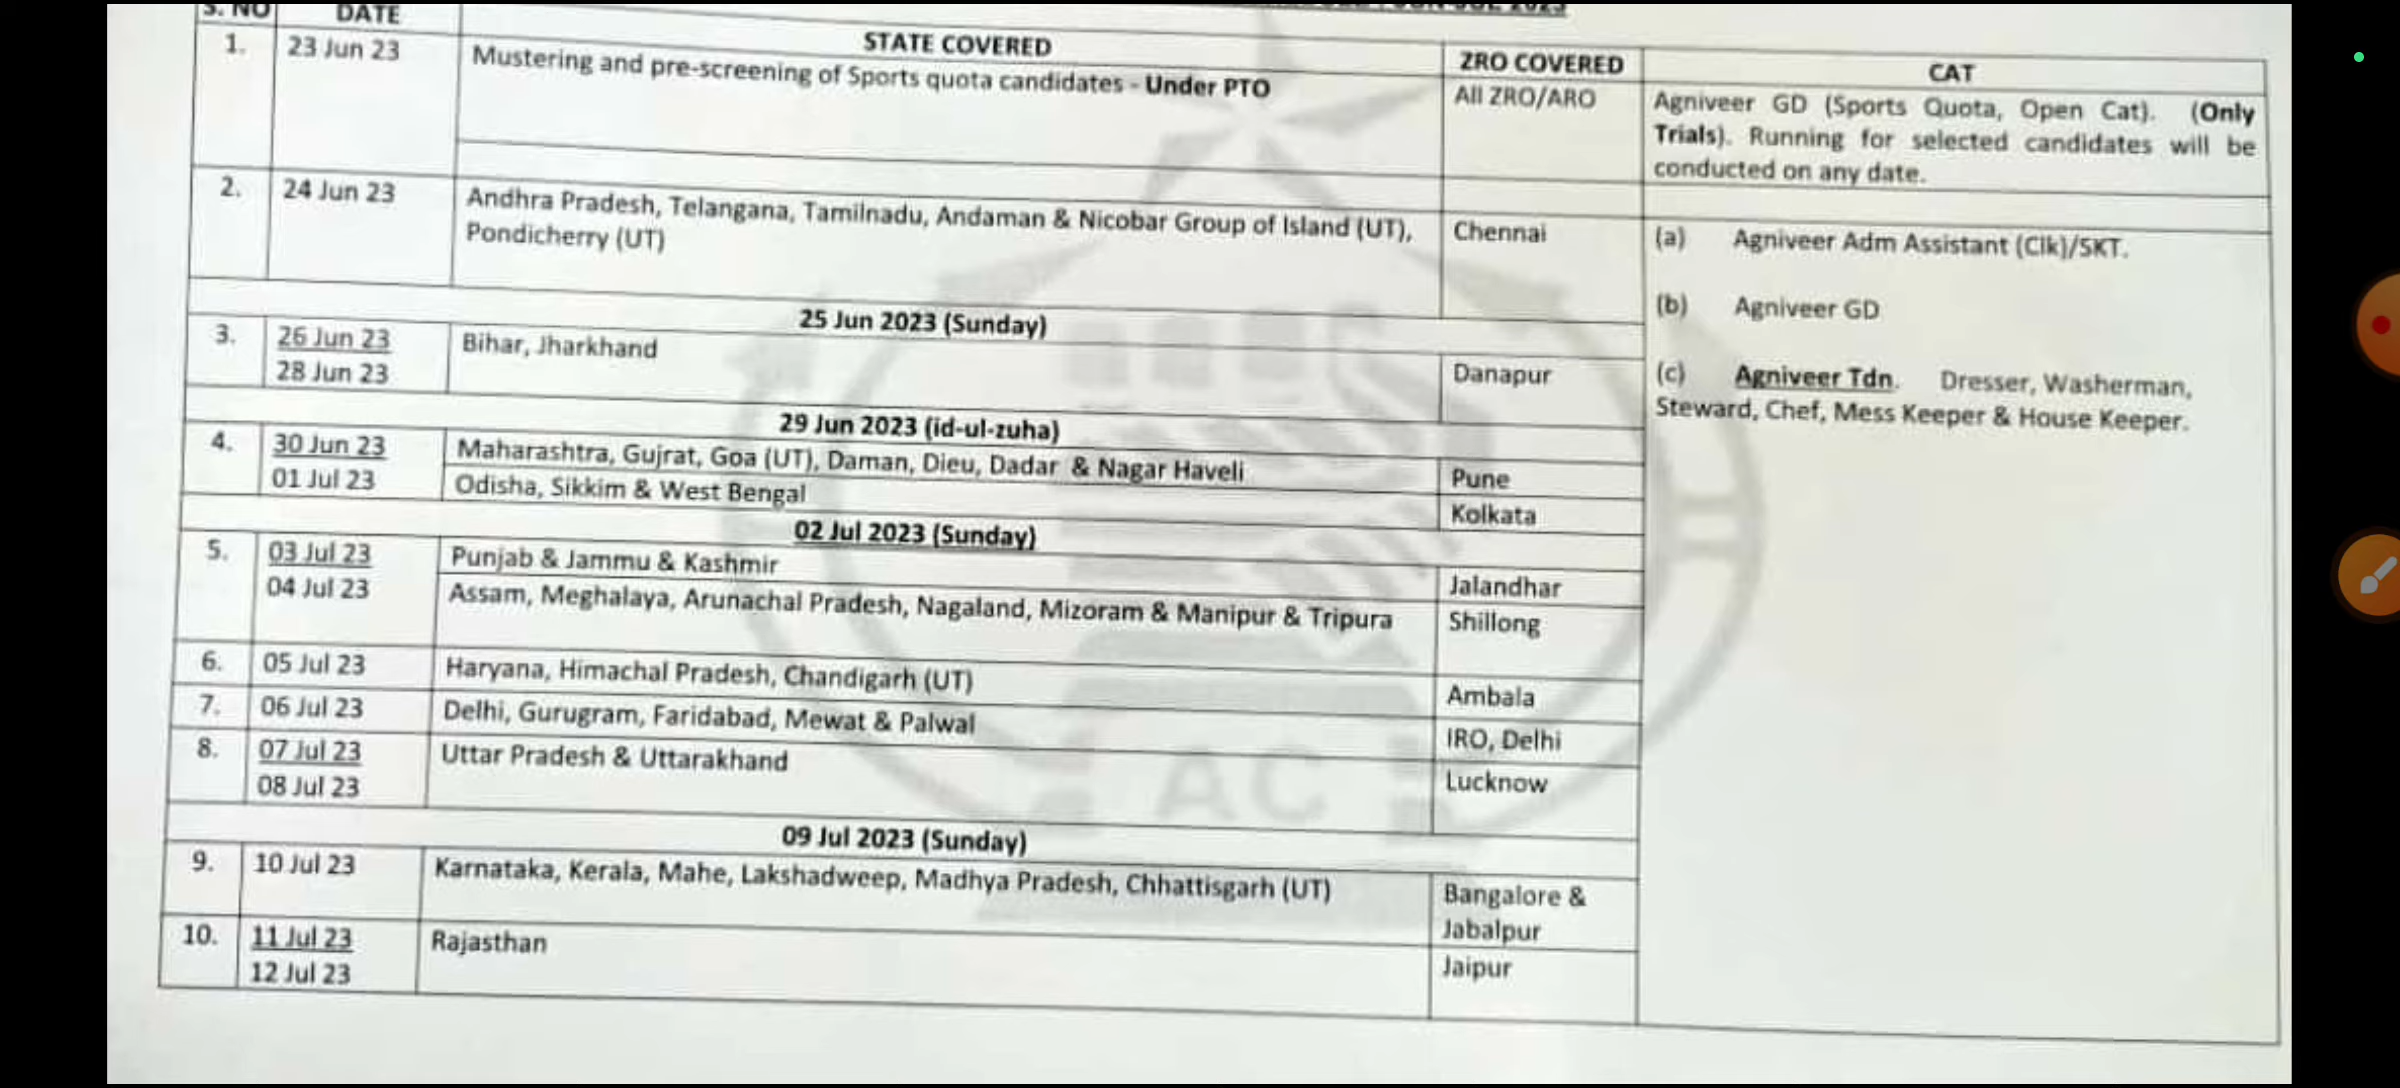 JUN-JUL 2023
S. NO DATE STATE COVERED ZRO COVERED CAT
1. 23 Jun 23 Mustering and pre-screening of Sports quota candidates - Under PTO All ZRO/ARO Agniveer GD (Sports Quota, Open Cat). (Only
Trials). Running for selected candidates will be
conducted on any date.
2. 24 Jun 23 Andhra Pradesh, Telangana, Tamilnadu, Andaman & Nicobar Group of Island (UT), Chennai (a) Agniveer Adm Assistant (Clk)/SKT.
Pondicherry (UT)
(b) Agniveer GD
25 Jun 2023 (Sunday)
3. 26 Jun 23 Bihar, Jharkhand Danapur (c) Agniveer Tdn. Dresser, Washerman,
28 Jun 23 Steward, Chef, Mess Keeper & House Keeper.
29 Jun 2023 (id-ul-zuha)
4. 30 Jun 23 Maharashtra, Gujrat, Goa (UT), Daman, Dieu, Dadar & Nagar Haveli Pune
01 Jul 23 Odisha, Sikkim & West Bengal Kolkata
02 Jul 2023 (Sunday)
5. 03 Jul 23 Punjab & Jammu & Kashmir Jalandhar
04 Jul 23 Assam, Meghalaya, Arunachal Pradesh, Nagaland, Mizoram & Manipur & Tripura Shillong
6. 05 Jul 23 Haryana, Himachal Pradesh, Chandigarh (UT) Ambala
7. 06 Jul 23 Delhi, Gurugram, Faridabad, Mewat & Palwal IRO, Delhi
8. 07 Jul 23 Uttar Pradesh & Uttarakhand Lucknow
08 Jul 23
AC
09 Jul 2023 (Sunday)
9. 10 Jul 23 Karnataka, Kerala, Mahe, Lakshadweep, Madhya Pradesh, Chhattisgarh (UT) Bangalore &
Jabalpur
10. 11 Jul 23 Rajasthan Jaipur
12 Jul 23